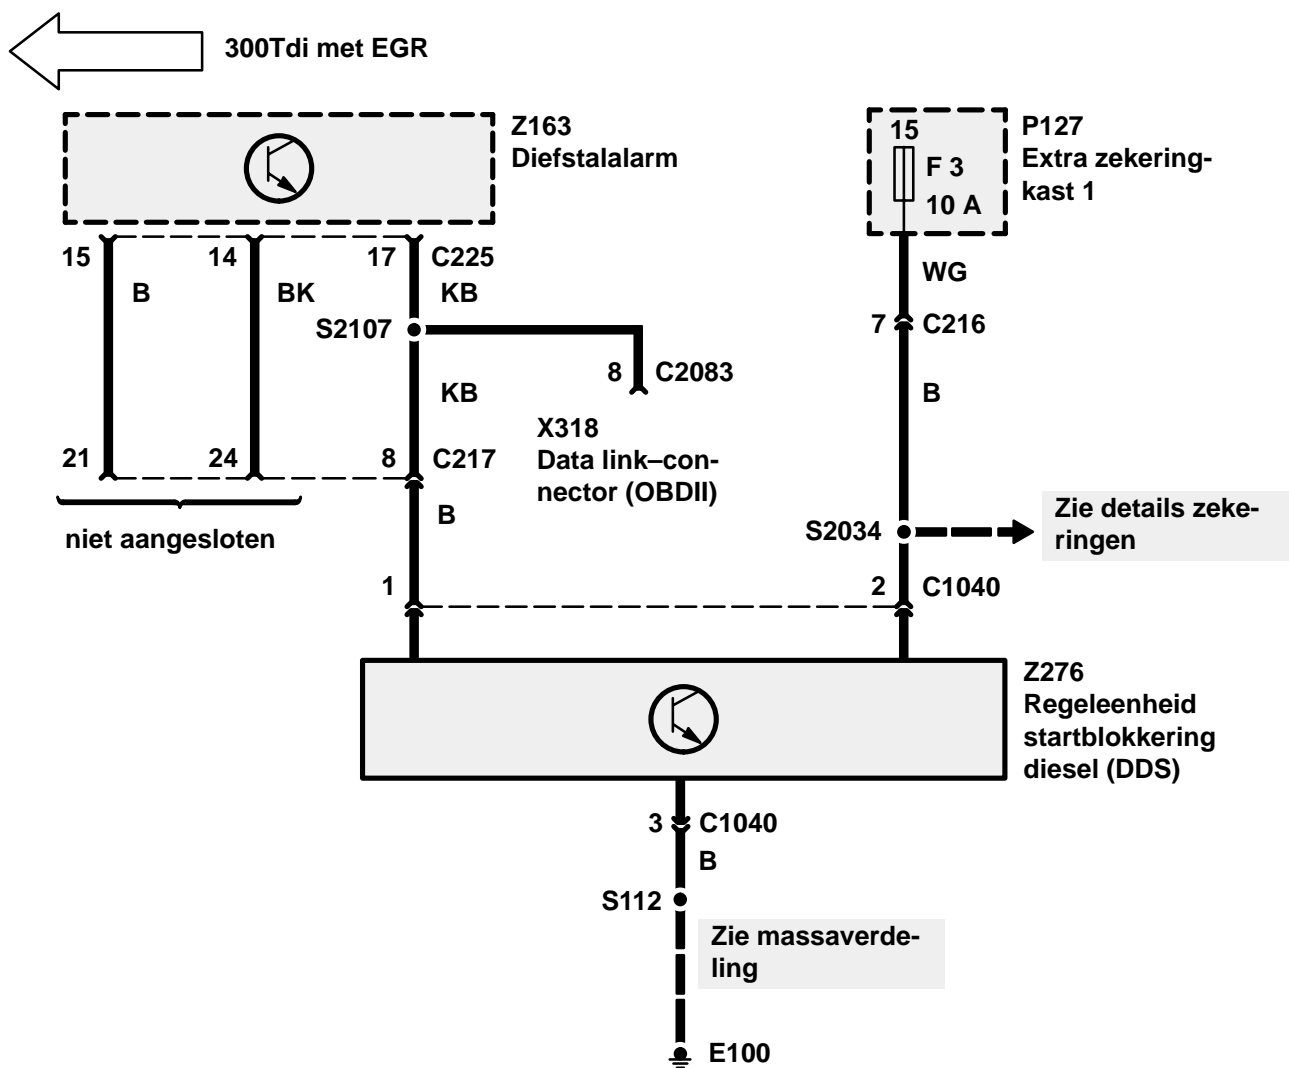 300Tdi met EGR
Z163
Diefstalalarm
15
F 3
10 A
P127
Extra zekering-
kast 1
15
14
17
C225
B
BK
KB
WG
S2107
7
C216
8
C2083
KB
B
X318
Data link–con-
nector (OBDII)
21
24
8
C217
B
niet aangesloten
S2034
Zie details zeke-
ringen
1
2
C1040
Z276
Regeleenheid
startblokkering
diesel (DDS)
3
C1040
B
S112
Zie massaverde-
ling
E100